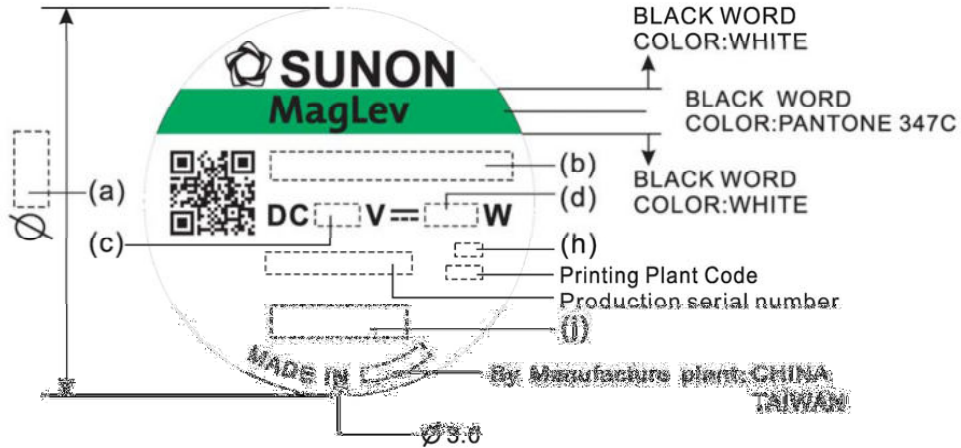 BLACK WORD
COLOR:WHITE
SUNON
MagLev
BLACK WORD
COLOR:PANTONE 347C
(b)
BLACK WORD
COLOR:WHITE
(a)
(d)
DC V W
Ø
(c)
(h)
Printing Plant Code
Production serial number
(j)
MADE IN
By Manufacture plant: CHINA
TAIWAN
Ø 3.0